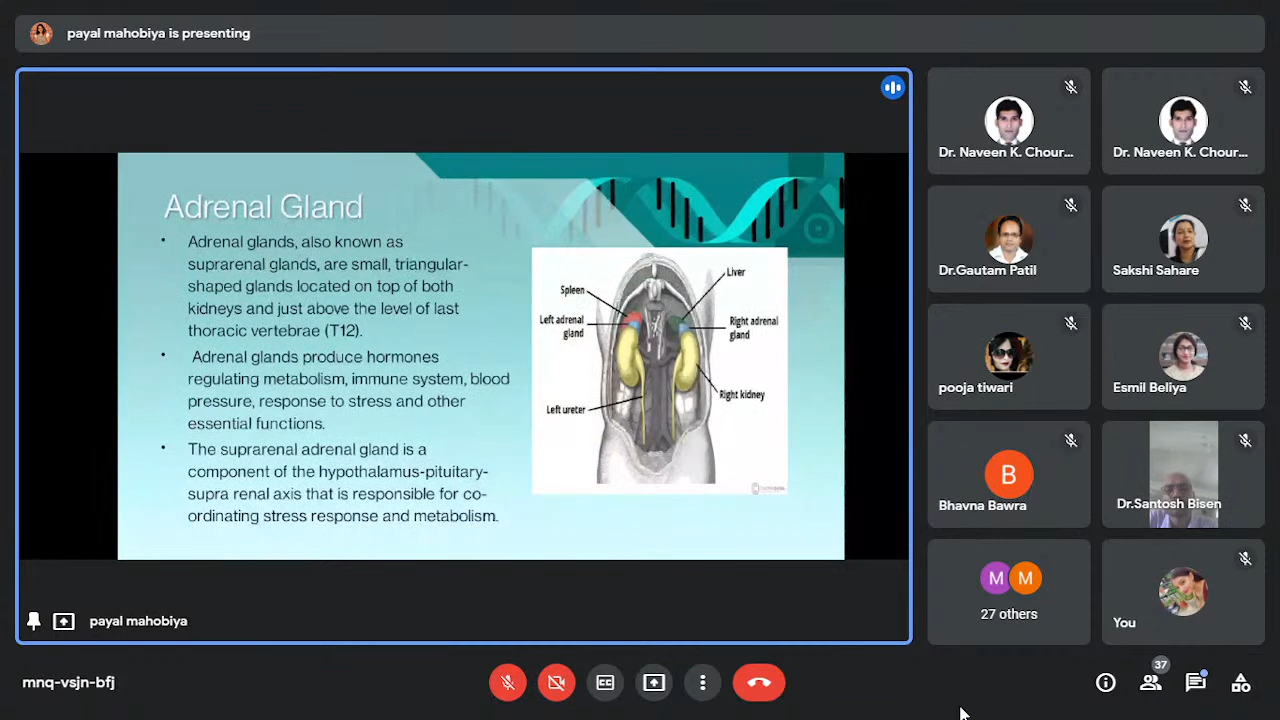 payal mahobiya is presenting
Adrenal Gland
• Adrenal glands, also known as
suprarenal glands, are small, triangular-
shaped glands located on top of both
kidneys and just above the level of last
thoracic vertebrae (T12).
• Adrenal glands produce hormones
regulating metabolism, immune system, blood
pressure, response to stress and other
essential functions.
• The suprarenal adrenal gland is a
component of the hypothalamus-pituitary-
supra renal axis that is responsible for co-
ordinating stress response and metabolism.
Spleen
Liver
Left adrenal
gland
Right adrenal
gland
Right kidney
Left ureter
payal mahobiya
Dr. Naveen K. Chour...
Dr. Naveen K. Chour...
Dr.Gautam Patil
Sakshi Sahare
pooja tiwari
Esmil Beliya
B
Bhavna Bawra
Dr.Santosh Bisen
M M
27 others
You
mnq-vsjn-bfj
CC
37